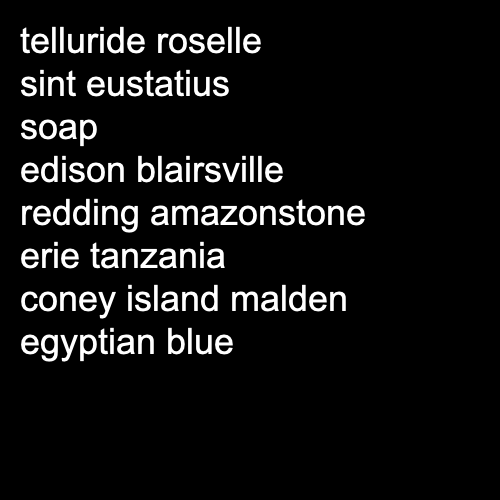 telluride roselle
sint eustatius
soap
edison blairsville
redding amazonstone
erie tanzania
coney island malden
egyptian blue